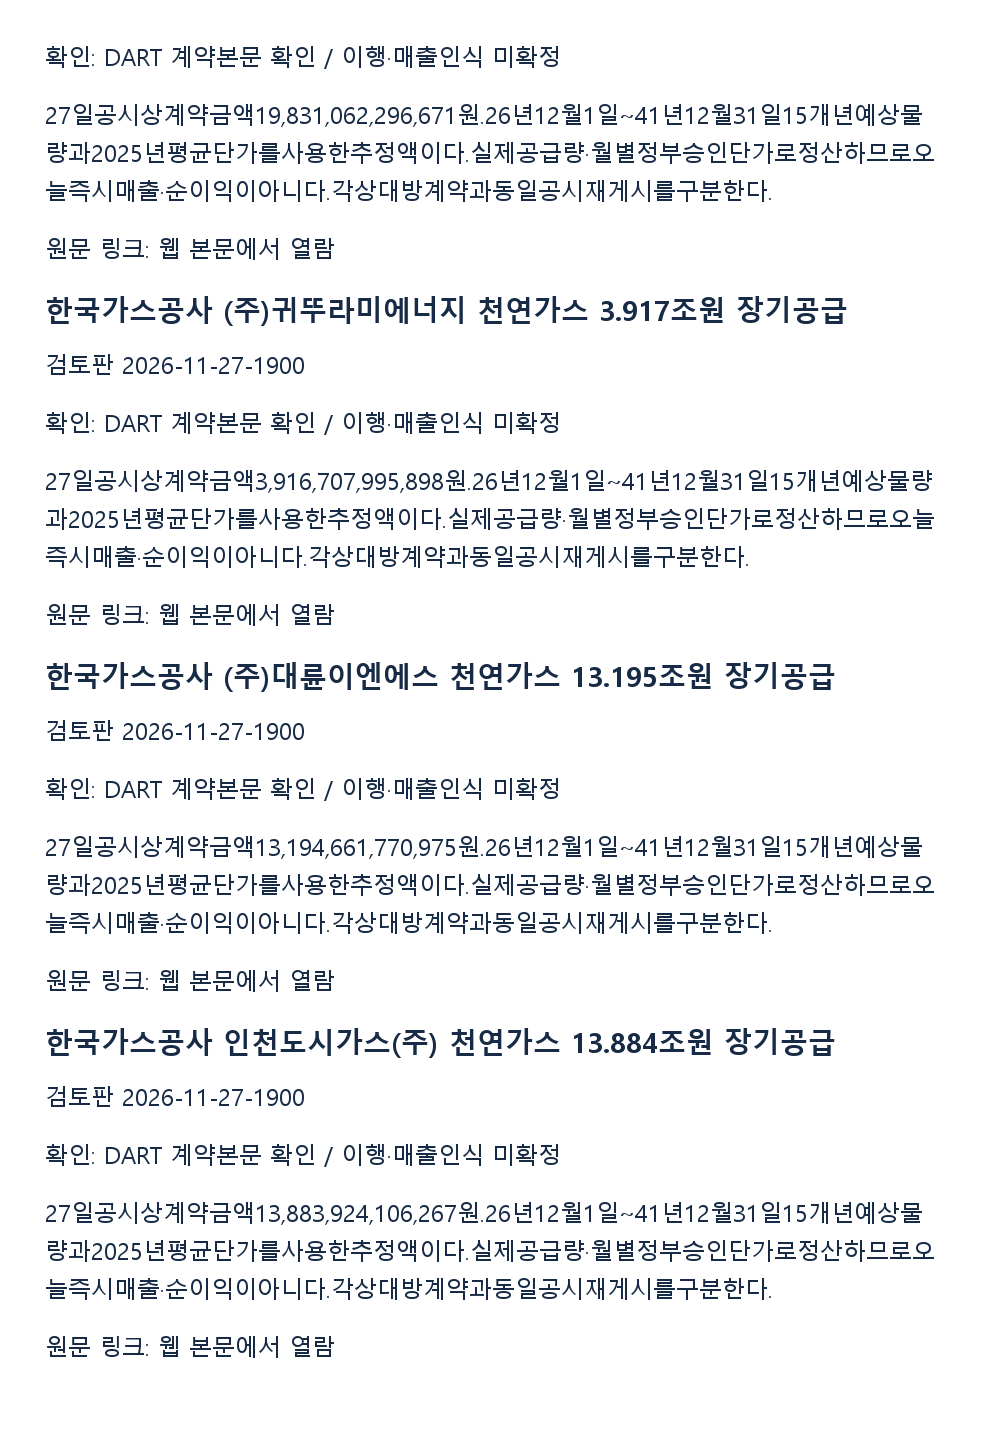 확인: DART 계약본문 확인 / 이행·매출인식 미확정
27일공시상계약금액19,831,062,296,671원.26년12월1일~41년12월31일15개년예상물
량과2025년평균단가를사용한추정액이다.실제공급량·월별정부승인단가로정산하므로오
늘즉시매출·순이익이아니다.각상대방계약과동일공시재게시를구분한다.
원문 링크: 웹 본문에서 열람
한국가스공사 (주)귀뚜라미에너지 천연가스 3.917조원 장기공급
검토판 2026-11-27-1900
확인: DART 계약본문 확인 / 이행·매출인식 미확정
27일공시상계약금액3,916,707,995,898원.26년12월1일~41년12월31일15개년예상물량
과2025년평균단가를사용한추정액이다.실제공급량·월별정부승인단가로정산하므로오늘
즉시매출·순이익이아니다.각상대방계약과동일공시재게시를구분한다.
원문 링크: 웹 본문에서 열람
한국가스공사 (주)대륜이엔에스 천연가스 13.195조원 장기공급
검토판 2026-11-27-1900
확인: DART 계약본문 확인 / 이행·매출인식 미확정
27일공시상계약금액13,194,661,770,975원.26년12월1일~41년12월31일15개년예상물
량과2025년평균단가를사용한추정액이다.실제공급량·월별정부승인단가로정산하므로오
늘즉시매출·순이익이아니다.각상대방계약과동일공시재게시를구분한다.
원문 링크: 웹 본문에서 열람
한국가스공사 인천도시가스(주) 천연가스 13.884조원 장기공급
검토판 2026-11-27-1900
확인: DART 계약본문 확인 / 이행·매출인식 미확정
27일공시상계약금액13,883,924,106,267원.26년12월1일~41년12월31일15개년예상물
량과2025년평균단가를사용한추정액이다.실제공급량·월별정부승인단가로정산하므로오
늘즉시매출·순이익이아니다.각상대방계약과동일공시재게시를구분한다.
원문 링크: 웹 본문에서 열람